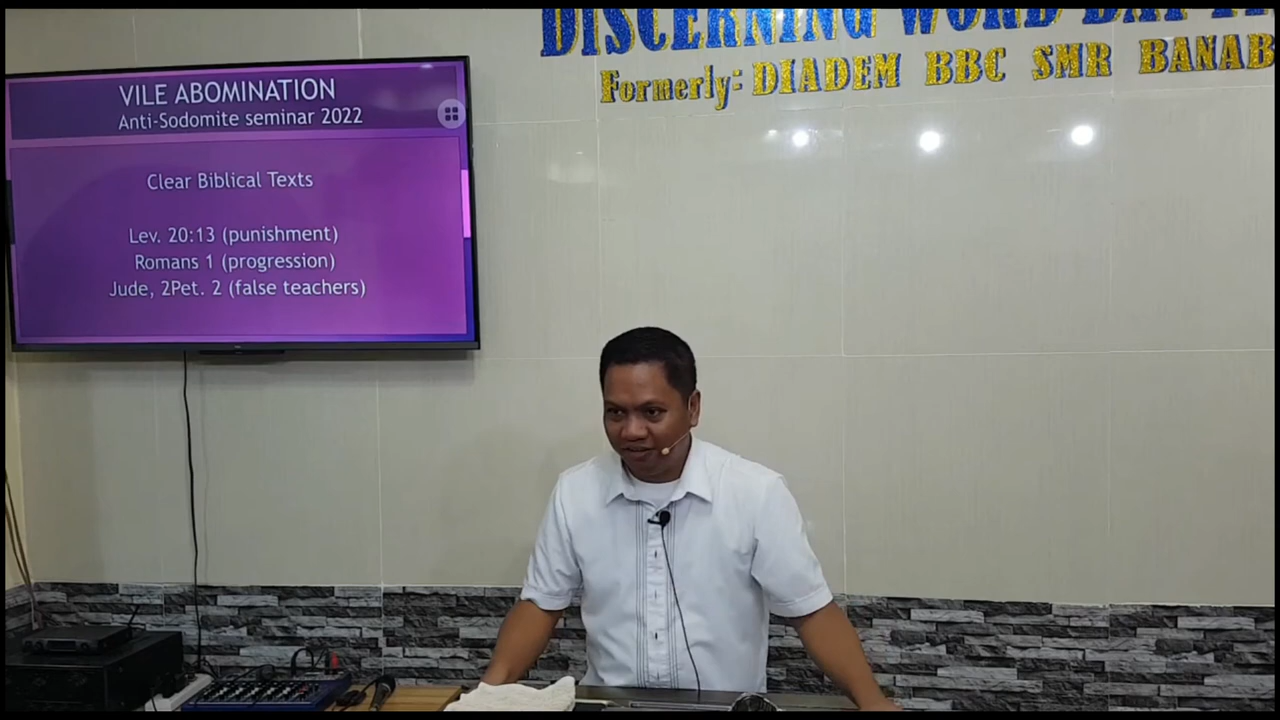 VILE ABOMINATION
Anti-Sodomite seminar 2022
Clear Biblical Texts
Lev. 20:13 (punishment)
Romans 1 (progression)
Jude, 2Pet. 2 (false teachers)
DISCERNING WORD
Formerly: DIADEM BBC SMR BANAB